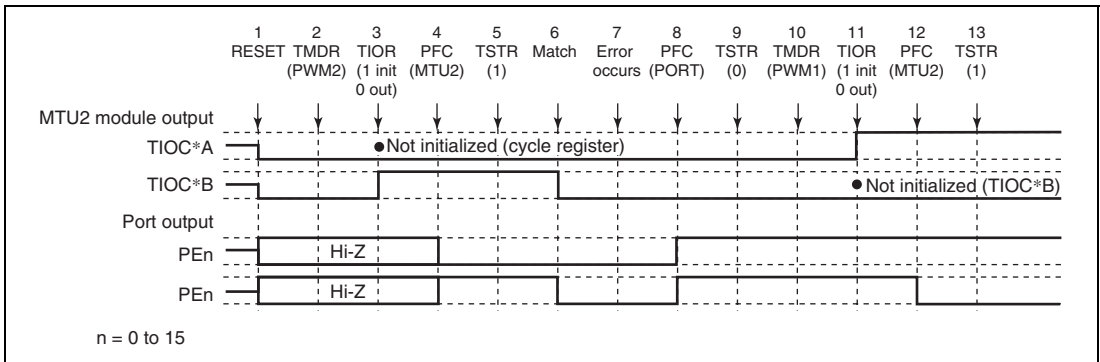 1 2 3 4 5 6 7 8 9 10 11 12 13
RESET TMDR TIOR PFC TSTR Match Error PFC TSTR TMDR TIOR PFC TSTR
(PWM2) (1 init (MTU2) (1) occurs (PORT) (0) (PWM1) (1 init (MTU2) (1)
0 out) 0 out)
MTU2 module output
TIOC*A
●Not initialized (cycle register)
TIOC*B
● Not initialized (TIOC*B)
Port output
PEn Hi-Z
PEn Hi-Z
n = 0 to 15